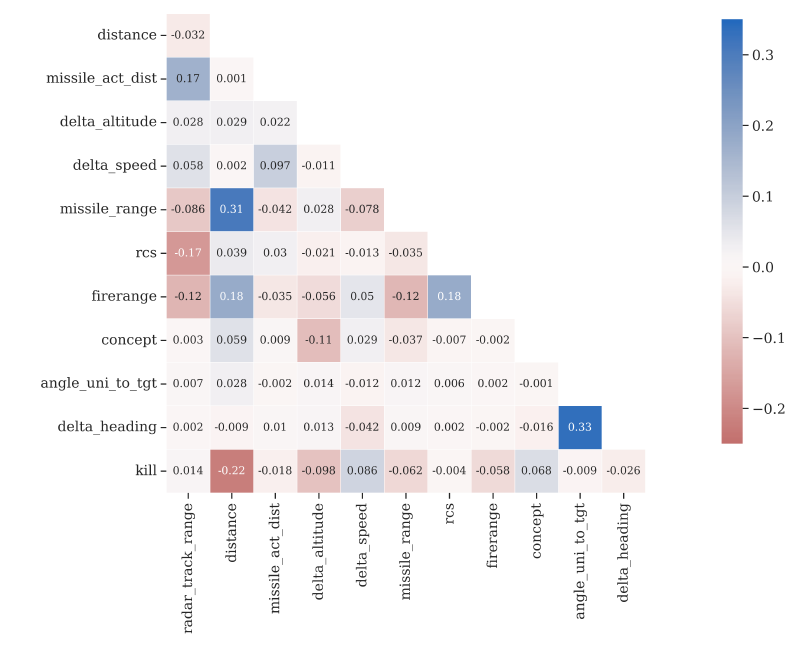 distance -0.032
missile_act_dist 0.17 0.001
delta_altitude 0.028 0.029 0.022
delta_speed 0.058 0.002 0.097 -0.011
missile_range -0.086 0.31 -0.042 0.028 -0.078
rcs -0.17 0.039 0.03 -0.021 -0.013 -0.035
firerange -0.12 0.18 -0.035 -0.056 0.05 -0.12 0.18
concept 0.003 0.059 0.009 -0.11 0.029 -0.037 -0.007 -0.002
angle_uni_to_tgt 0.007 0.028 -0.002 0.014 -0.012 0.012 0.006 0.002 -0.001
delta_heading 0.002 -0.009 0.01 0.013 -0.042 0.009 0.002 -0.002 -0.016 0.33
kill 0.014 -0.22 -0.018 -0.098 0.086 -0.062 -0.004 -0.058 0.068 -0.009 -0.026
radar_track_range
distance
missile_act_dist
delta_altitude
delta_speed
missile_range
rcs
firerange
concept
angle_uni_to_tgt
delta_heading
0.3
0.2
0.1
0.0
−0.1
−0.2